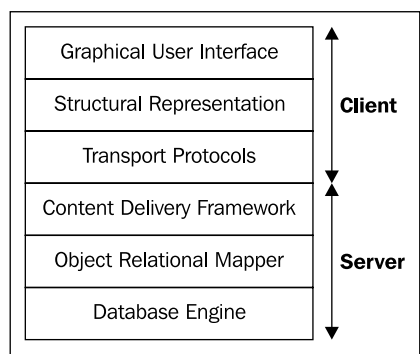 Graphical User Interface
Structural Representation
Client
Transport Protocols
Content Delivery Framework
Object Relational Mapper
Server
Database Engine